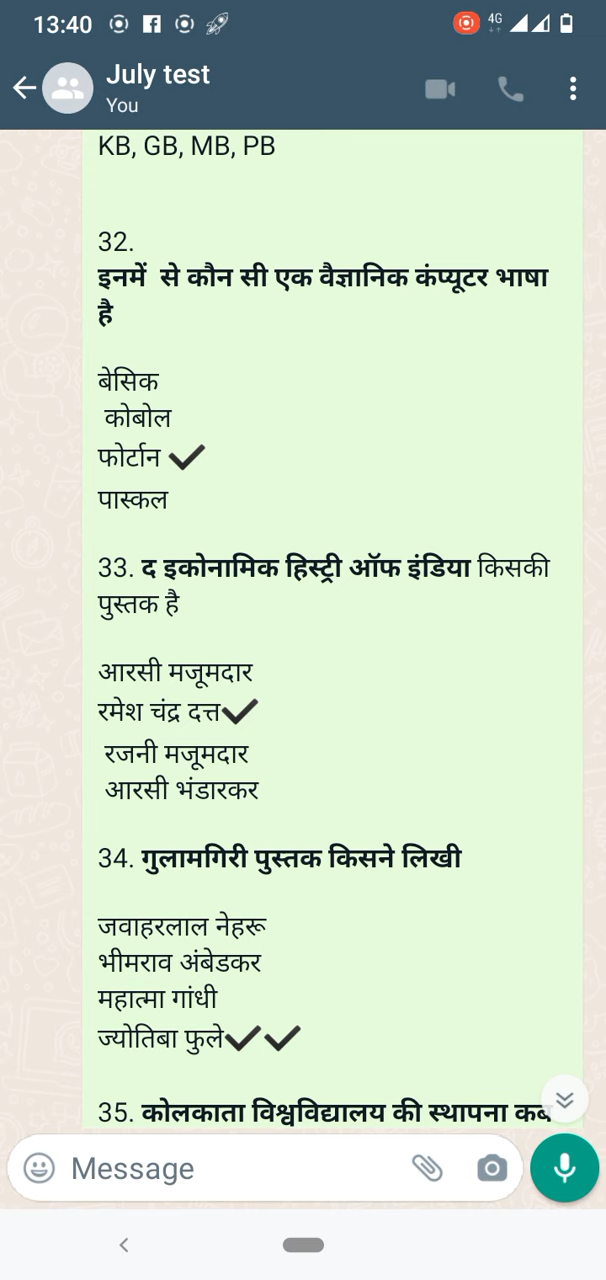 13:40
4G
July test
You
KB, GB, MB, PB
32.
इनमें से कौन सी एक वैज्ञानिक कंप्यूटर भाषा
है
बेसिक
कोबोल
फोर्टान ✔
पास्कल
33. द इकोनामिक हिस्ट्री ऑफ इंडिया किसकी
पुस्तक है
आरसी मजूमदार
रमेश चंद्र दत्त✔
रजनी मजूमदार
आरसी भंडारकर
34. गुलामगिरी पुस्तक किसने लिखी
जवाहरलाल नेहरू
भीमराव अंबेडकर
महात्मा गांधी
ज्योतिबा फुले✔✔
35. कोलकाता विश्वविद्यालय की स्थापना कब
Message